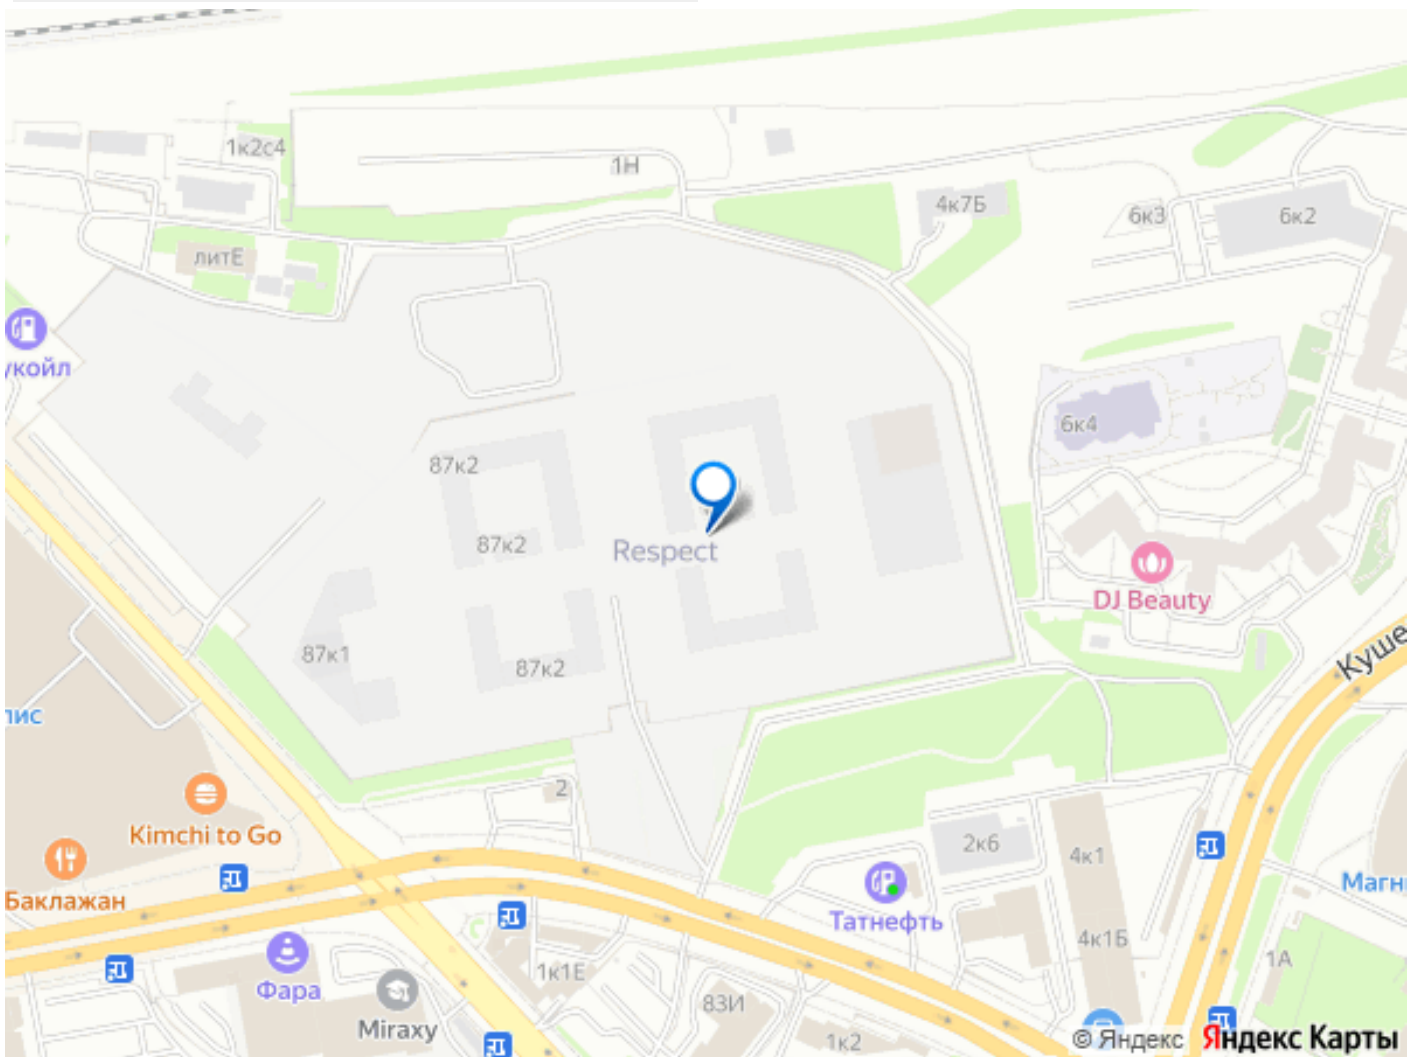 1к2с4
1Н
4к7Б
6к3
6к2
литЕ
укойл
6к4
87к2
87к2
Respect
DJ Beauty
87к1
87к2
Куше
лис
2
Kimchi to Go
2к6
4к1
Баклажан
Татнефть
Магн
4к1Б
1к1Е
1А
Фара
83И
Miraxy
1к2
© Яндекс Яндекс Карты